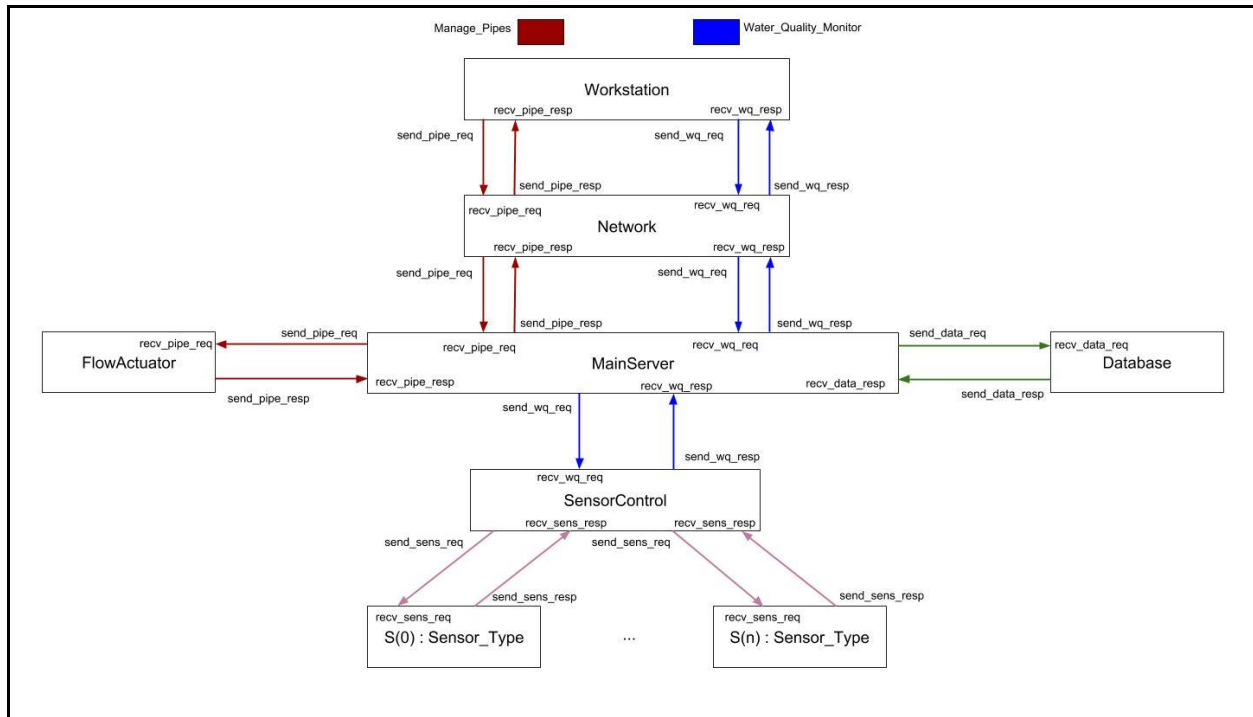 Manage_Pipes
Water_Quality_Monitor
Workstation
recv_pipe_resp
recv_wq_resp
send_pipe_req
send_wq_req
send_pipe_resp
send_wq_resp
recv_pipe_req
recv_wq_req
Network
recv_pipe_resp
recv_wq_resp
send_pipe_req
send_wq_req
send_pipe_resp
send_wq_resp
send_pipe_req
send_data_req
recv_pipe_req
recv_pipe_req
recv_wq_req
recv_data_req
FlowActuator
MainServer
Database
recv_pipe_resp
recv_wq_resp
recv_data_resp
send_pipe_resp
send_data_resp
send_wq_req
send_wq_resp
recv_wq_req
SensorControl
recv_sens_resp
recv_sens_resp
send_sens_req
send_sens_req
send_sens_resp
send_sens_resp
recv_sens_req
recv_sens_req
S(0) : Sensor_Type
...
S(n) : Sensor_Type